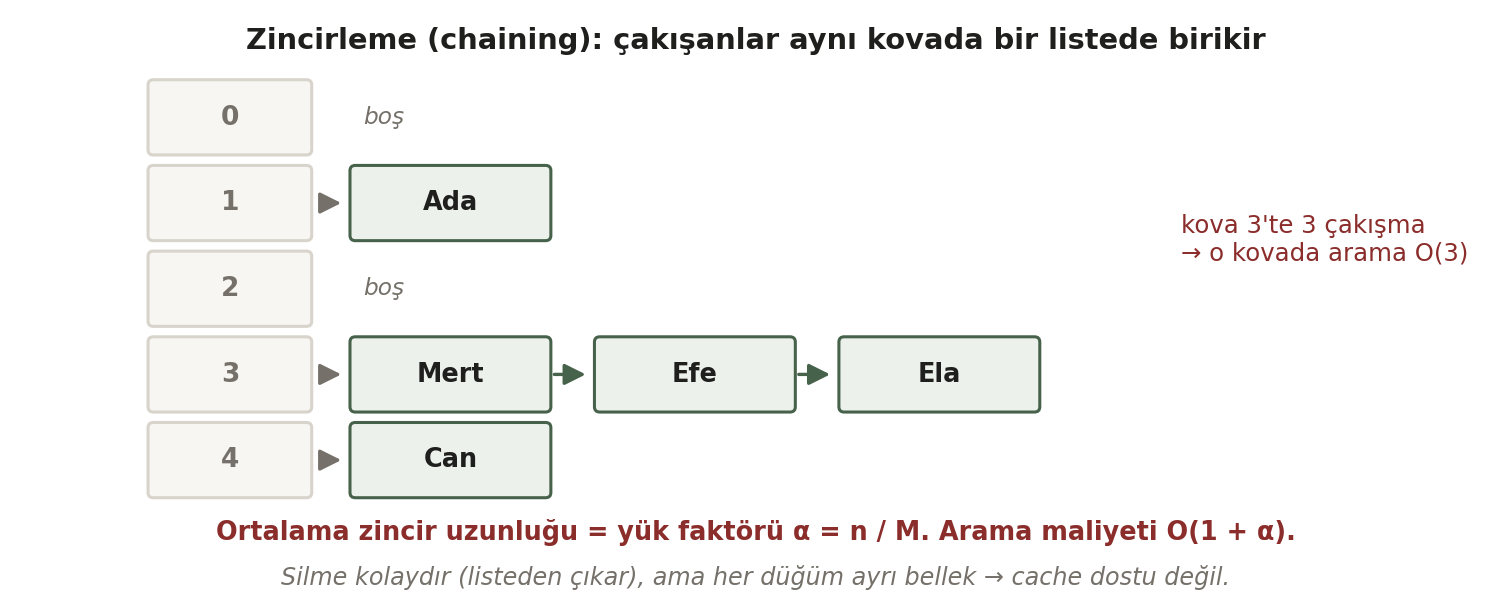 Zincirleme (chaining): çakışanlar aynı kovada bir listede birikir
0 boş
1 Ada
kova 3'te 3 çakışma
→ o kovada arama O(3)
2 boş
3 Mert Efe Ela
4 Can
Ortalama zincir uzunluğu = yük faktörü α = n / M. Arama maliyeti O(1 + α).
Silme kolaydır (listeden çıkar), ama her düğüm ayrı bellek → cache dostu değil.